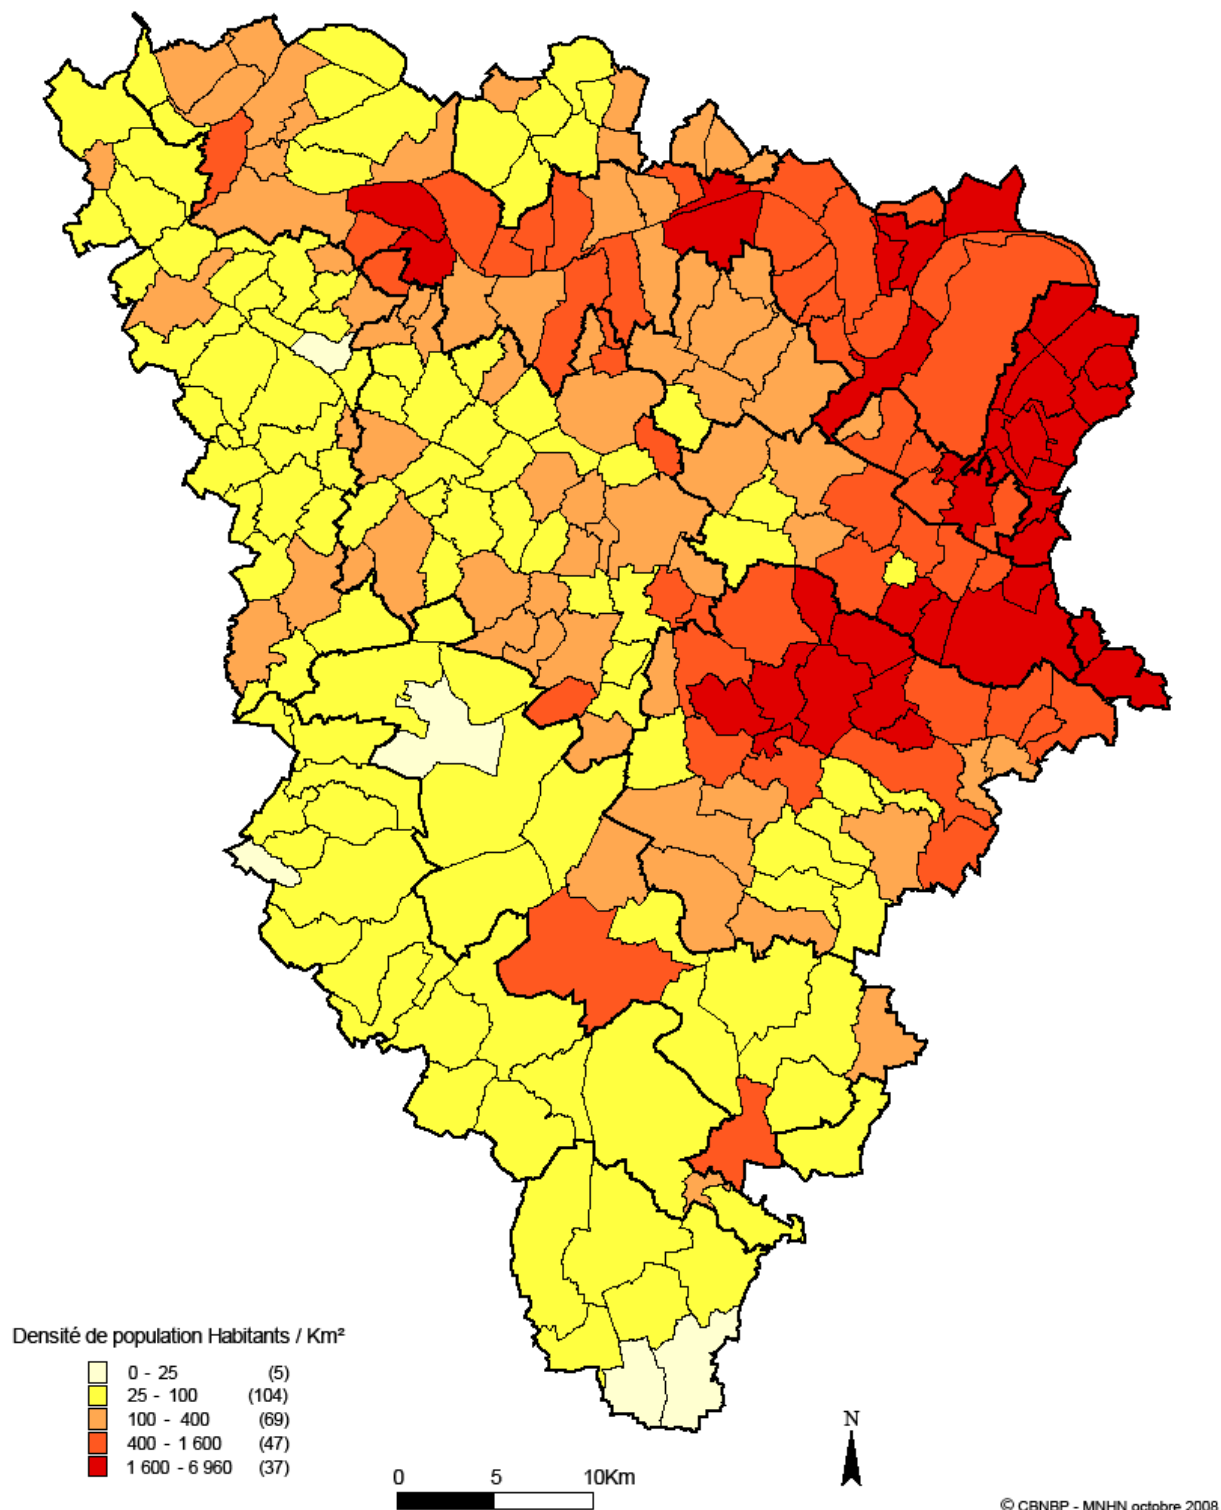 Densité de population Habitants / Km²
0 - 25 (5)
25 - 100 (104)
100 - 400 (69)
400 - 1 600 (47)
1 600 - 6 960 (37)
N
0 5 10Km
© CBNBP - MNHN octobre 2008